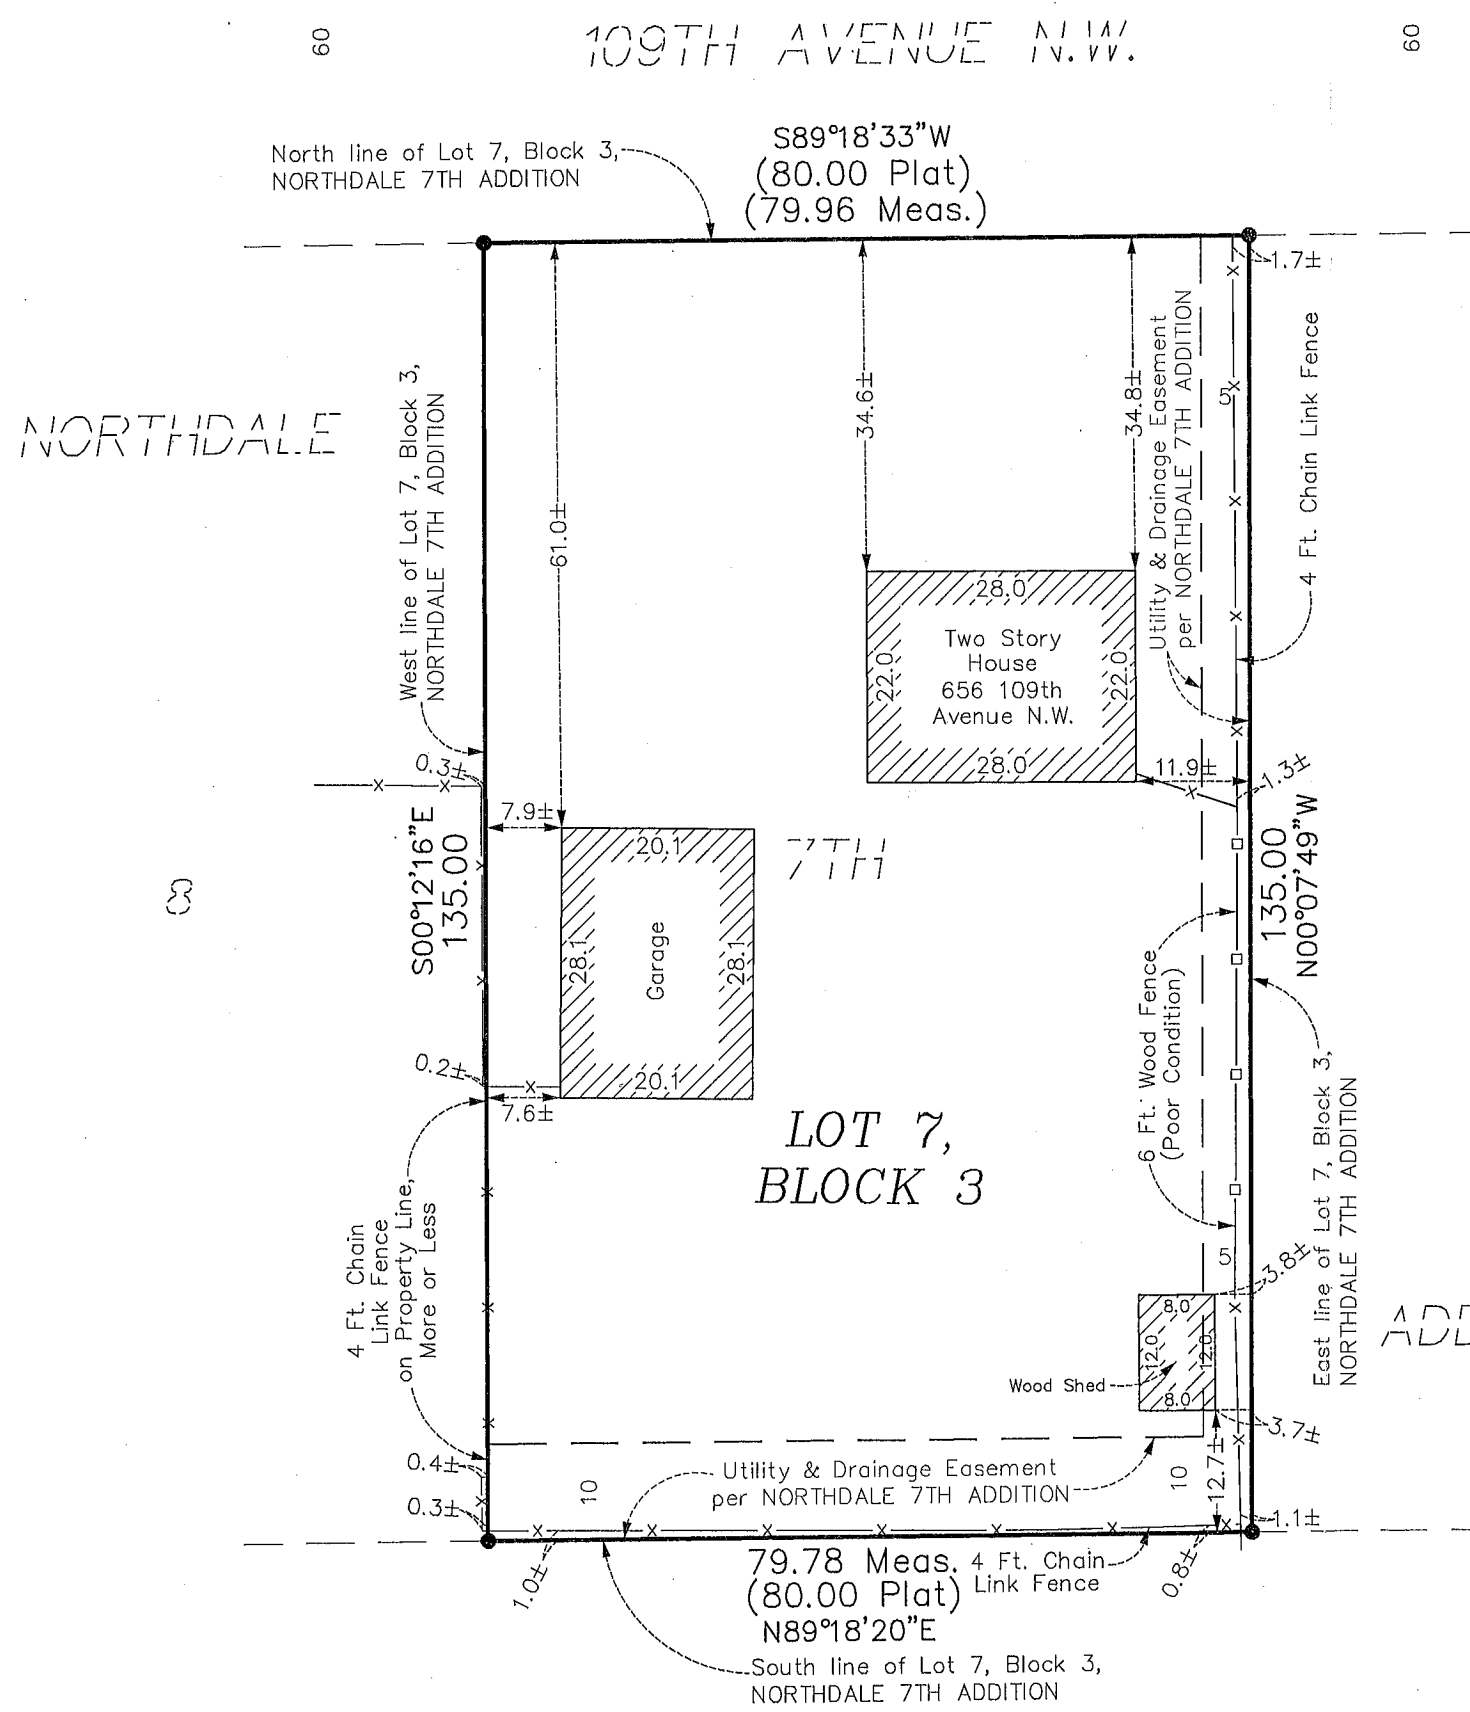 60
109TH AVENUE N.W.
60
S89°18'33"W
(80.00 Plat)
(79.96 Meas.)
North line of Lot 7, Block 3,
NORTHDALE 7TH ADDITION
1.7±
NORTHDALE
West line of Lot 7, Block 3,
NORTHDALE 7TH ADDITION
61.0±
34.6±
34.8±
Utility & Drainage Easement
per NORTHDALE 7TH ADDITION
5
4 Ft. Chain Link Fence
28.0
22.0
Two Story
House
656 109th
Avenue N.W.
22.0
28.0
11.9±
1.3±
0.3±
7.9±
S00°12'16"E
135.00
135.00
N00°07'49"W
8
7TH
20.1
28.1
Garage
28.1
20.1
0.2±
7.6±
6 Ft. Wood Fence
(Poor Condition)
East line of Lot 7, Block 3,
NORTHDALE 7TH ADDITION
LOT 7,
BLOCK 3
4 Ft. Chain
Link Fence
on Property Line,
More or Less
5
3.8±
8.0
12.0
12.0
8.0
Wood Shed
ADD
3.7±
12.7±
0.4±
0.3±
10
Utility & Drainage Easement
per NORTHDALE 7TH ADDITION
10
1.1±
1.0±
0.8±
79.78 Meas.
(80.00 Plat)
N89°18'20"E
4 Ft. Chain
Link Fence
South line of Lot 7, Block 3,
NORTHDALE 7TH ADDITION